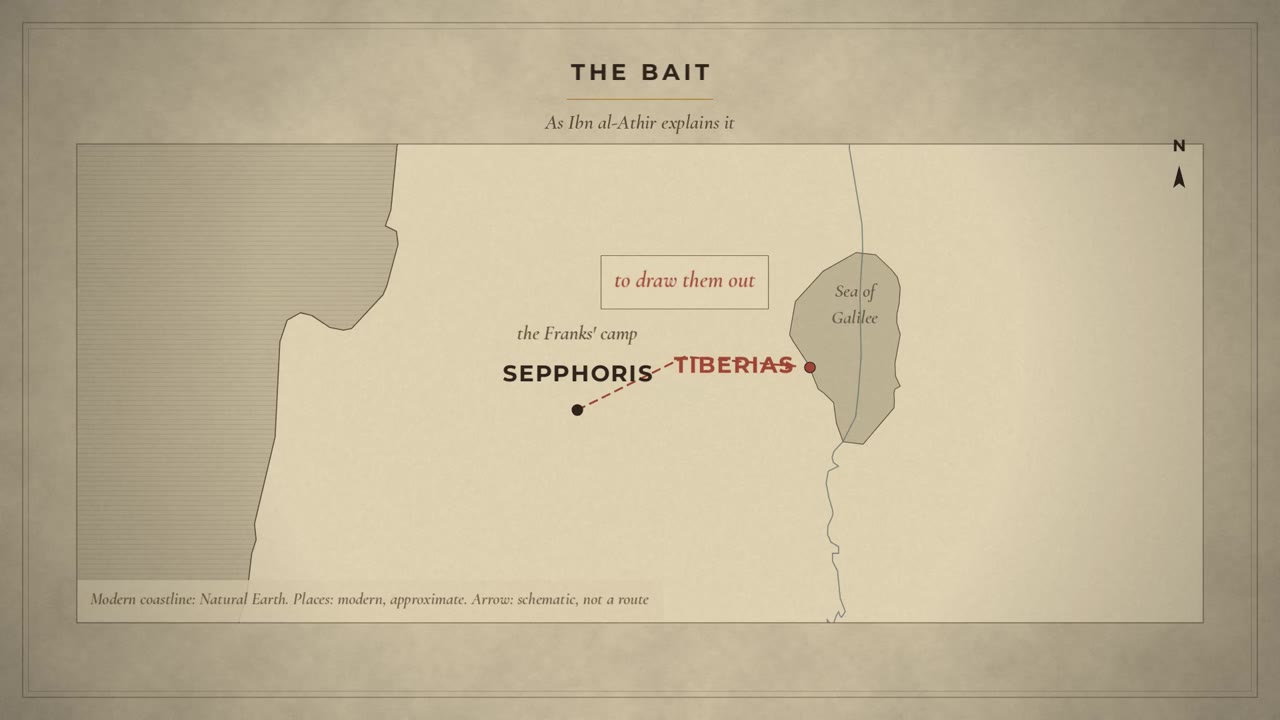 THE BAIT
As Ibn al-Athir explains it
N
to draw them out
Sea of
Galilee
the Franks' camp
TIBERIAS
SEPPHORIS
Modern coastline: Natural Earth. Places: modern, approximate. Arrow: schematic, not a route